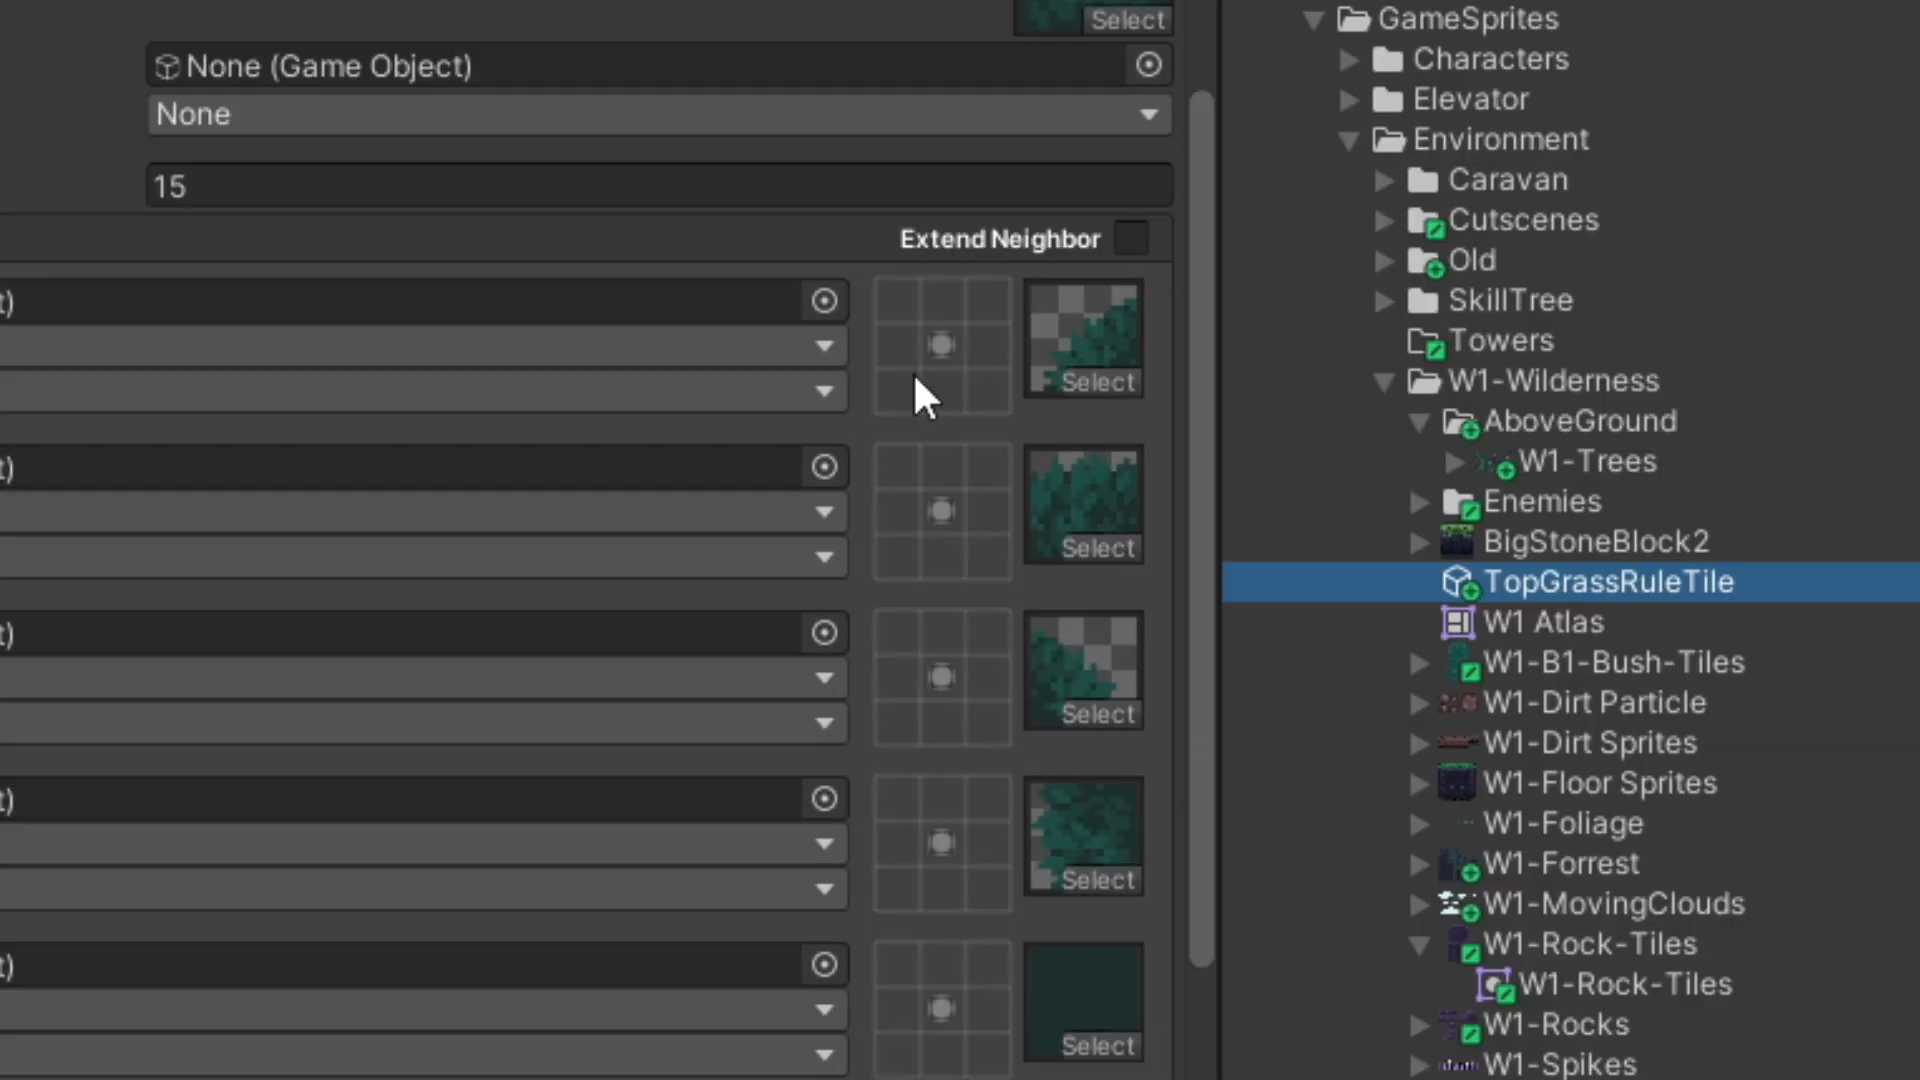 Select
None (Game Object)
None
15
Extend Neighbor
t)
Select
t)
Select
t)
Select
t)
Select
t)
Select
GameSprites
Characters
Elevator
Environment
Caravan
Cutscenes
Old
SkillTree
Towers
W1-Wilderness
AboveGround
W1-Trees
Enemies
BigStoneBlock2
TopGrassRuleTile
W1 Atlas
W1-B1-Bush-Tiles
W1-Dirt Particle
W1-Dirt Sprites
W1-Floor Sprites
W1-Foliage
W1-Forrest
W1-MovingClouds
W1-Rock-Tiles
W1-Rock-Tiles
W1-Rocks
W1-Spikes